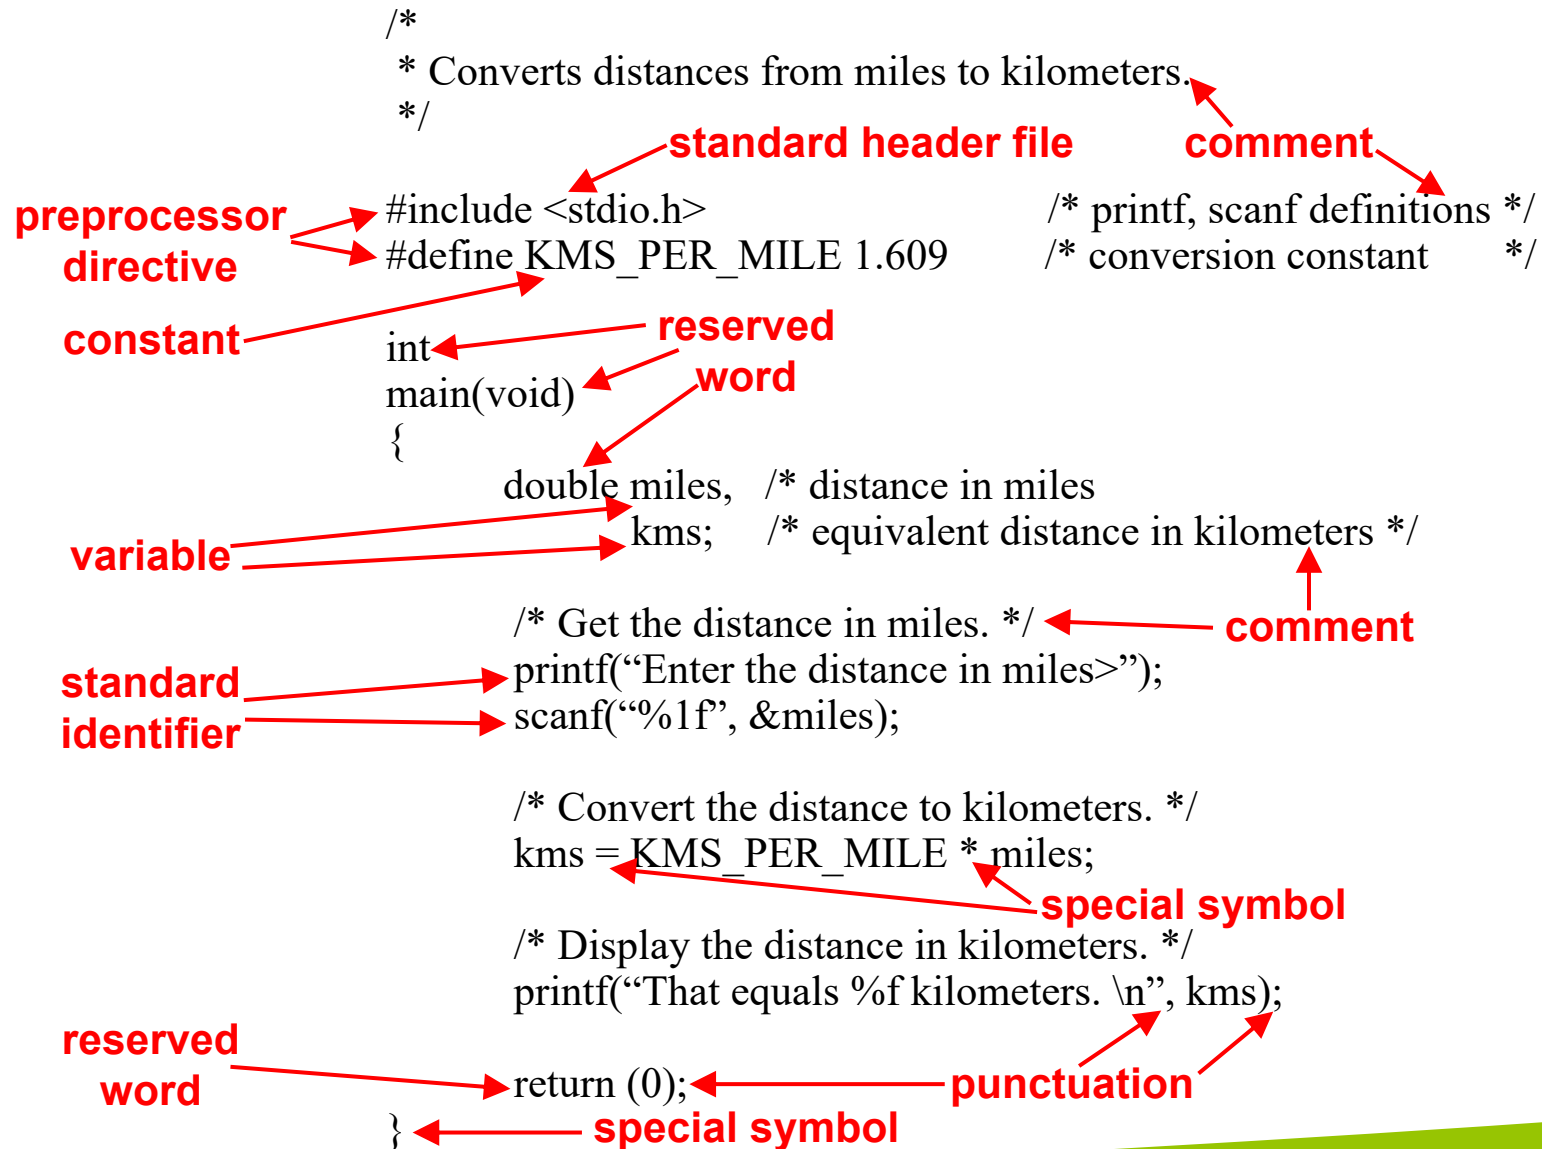 /*
* Converts distances from miles to kilometers.
*/
standard header file comment
preprocessor directive
#include <stdio.h> /* printf, scanf definitions */
#define KMS_PER_MILE 1.609 /* conversion constant */
constant
reserved word
int
main(void)
{
double miles, /* distance in miles
kms; /* equivalent distance in kilometers */
variable
/* Get the distance in miles. */
comment
standard identifier
printf(“Enter the distance in miles>”);
scanf(“%1f”, &miles);
/* Convert the distance to kilometers. */
kms = KMS_PER_MILE * miles;
special symbol
/* Display the distance in kilometers. */
printf(“That equals %f kilometers. \n”, kms);
reserved word
return (0);
punctuation
} special symbol